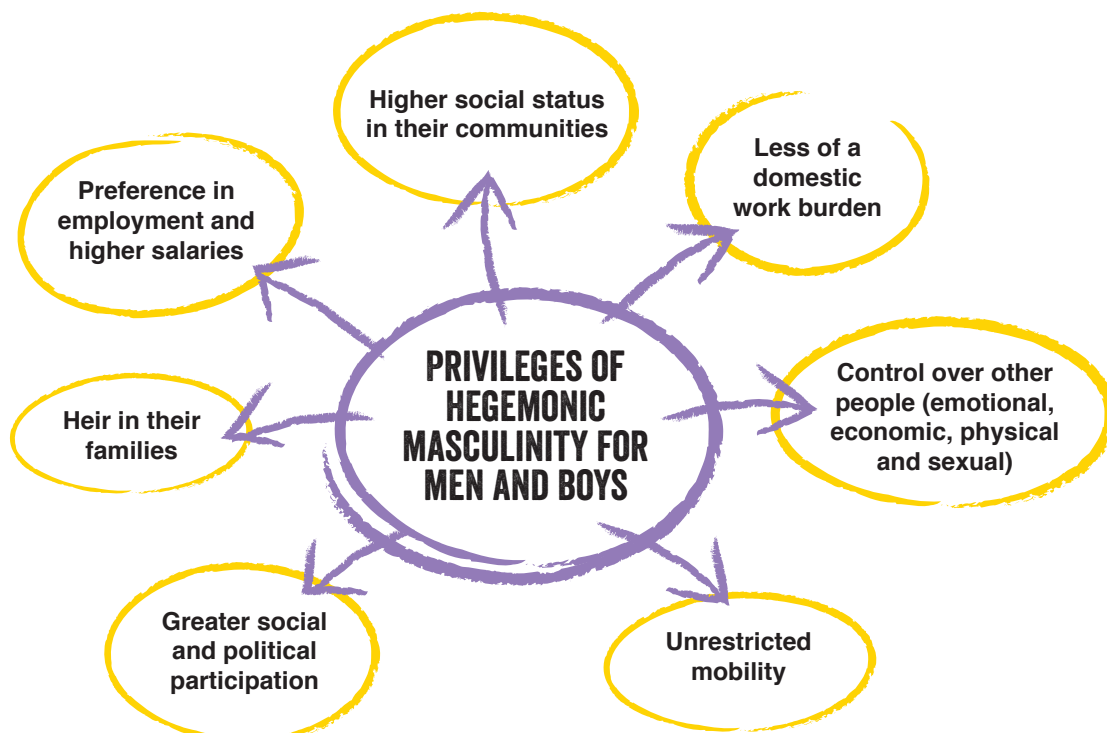 Higher social status
in their communities
Less of a
domestic
work burden
Preference in
employment and
higher salaries
PRIVILEGES OF
HEGEMONIC
MASCULINITY FOR
MEN AND BOYS
Control over other
people (emotional,
economic, physical
and sexual)
Heir in their
families
Greater social
and political
participation
Unrestricted
mobility